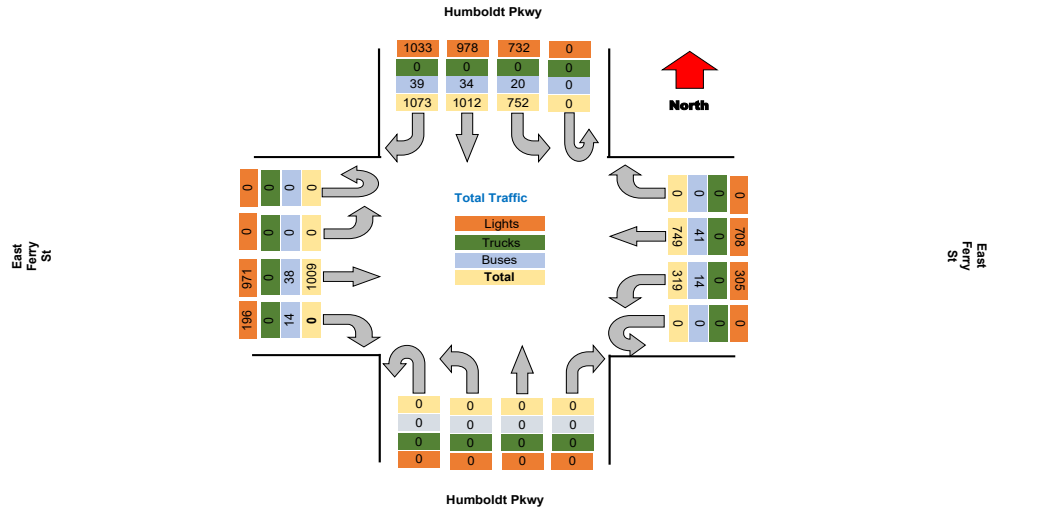 Humboldt Pkwy
1033 978 732 0
0 0 0 0
39 34 20 0
1073 1012 752 0
North
0 0 0 0
0 0 0 0
971 0 38 1009
196 0 14 0
East
Ferry
St
Total Traffic
Lights
Trucks
Buses
Total
0 0 0 0
749 41 0 708
319 14 0 305
0 0 0 0
East
Ferry
St
0 0 0 0
0 0 0 0
0 0 0 0
0 0 0 0
Humboldt Pkwy